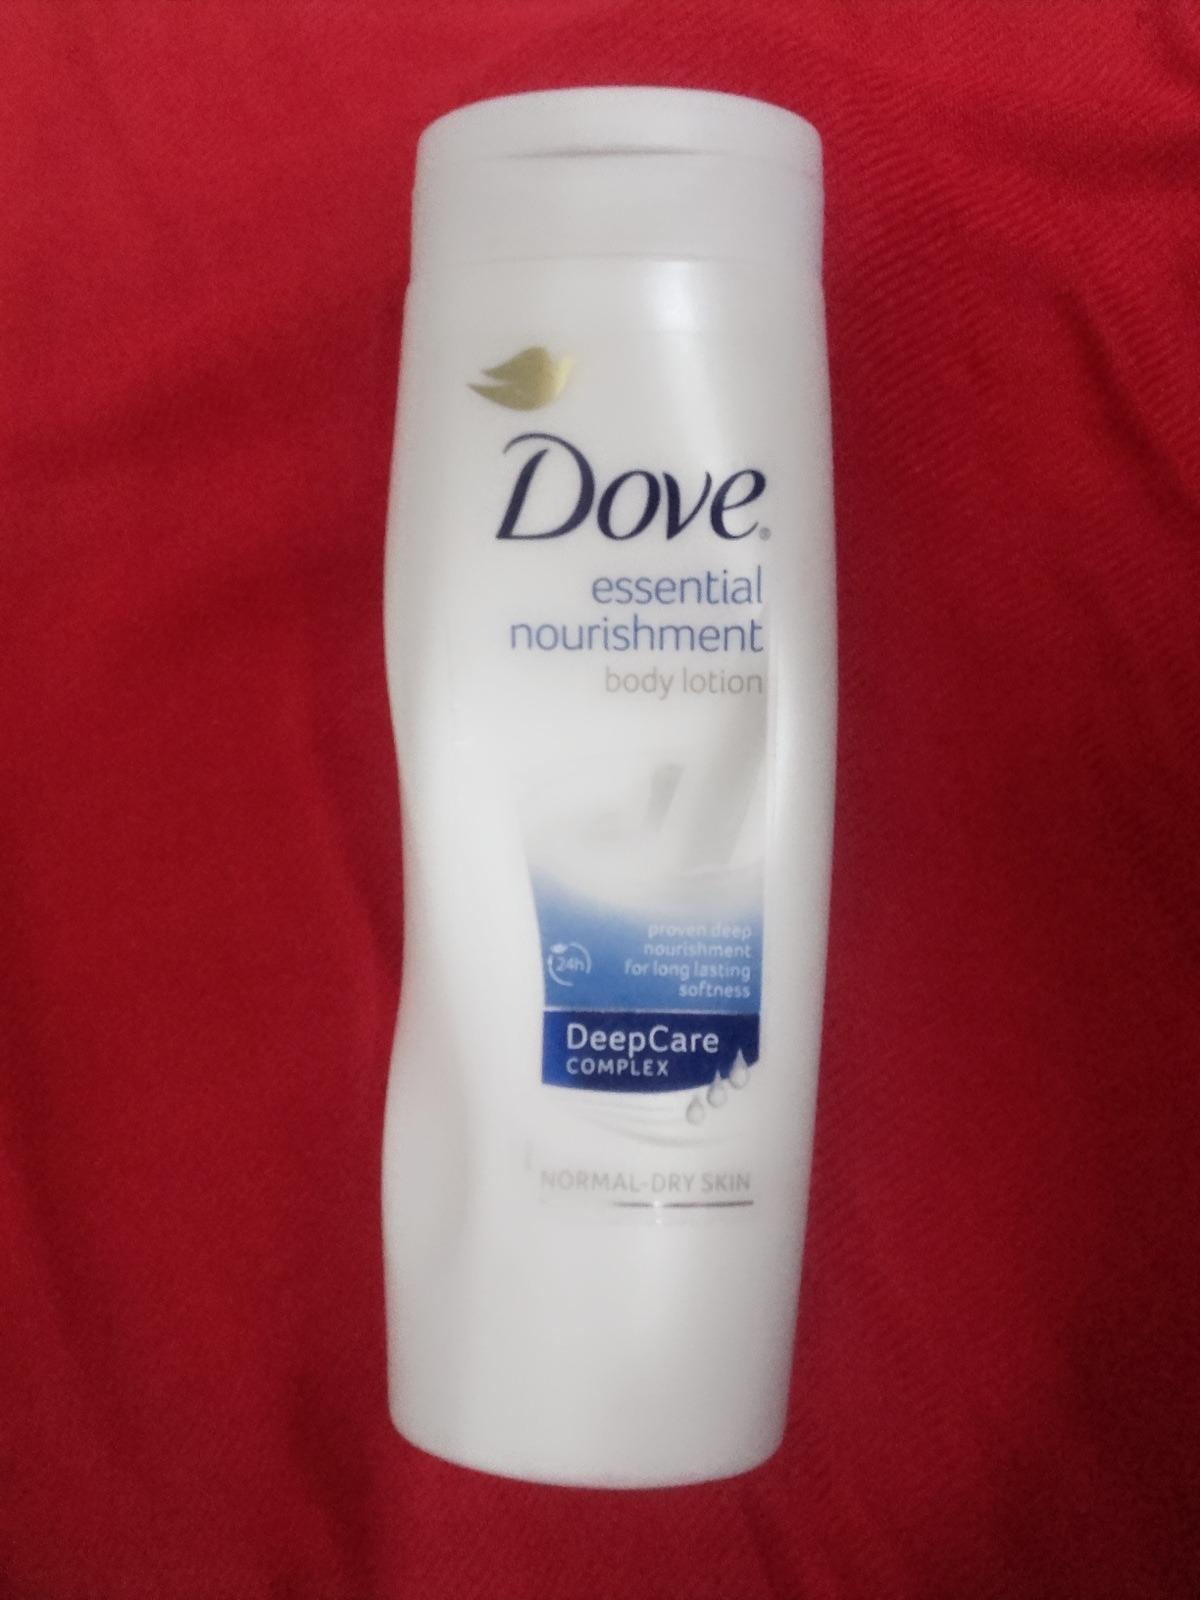 Dove®
essential
nourishment
body lotion
proven deep
nourishment
for long lasting
softness
24h
DeepCare
COMPLEX
NORMAL-DRY SKIN